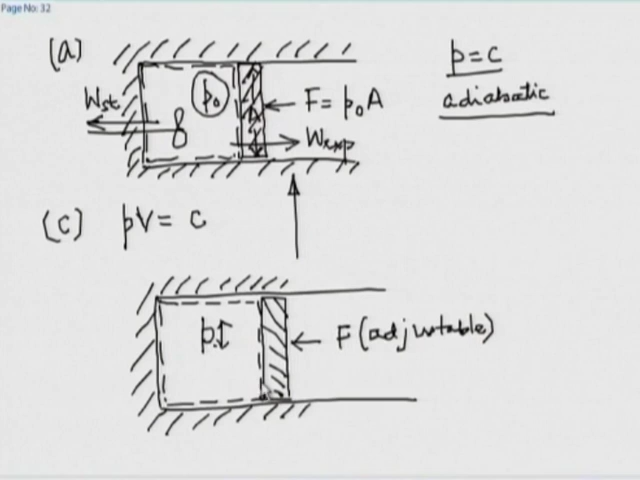 Page No: 32
(a)
p = c
adiabatic
Wst.
p₀
F = p₀A
Wexp
(c) pV = c
p
F (adjustable)